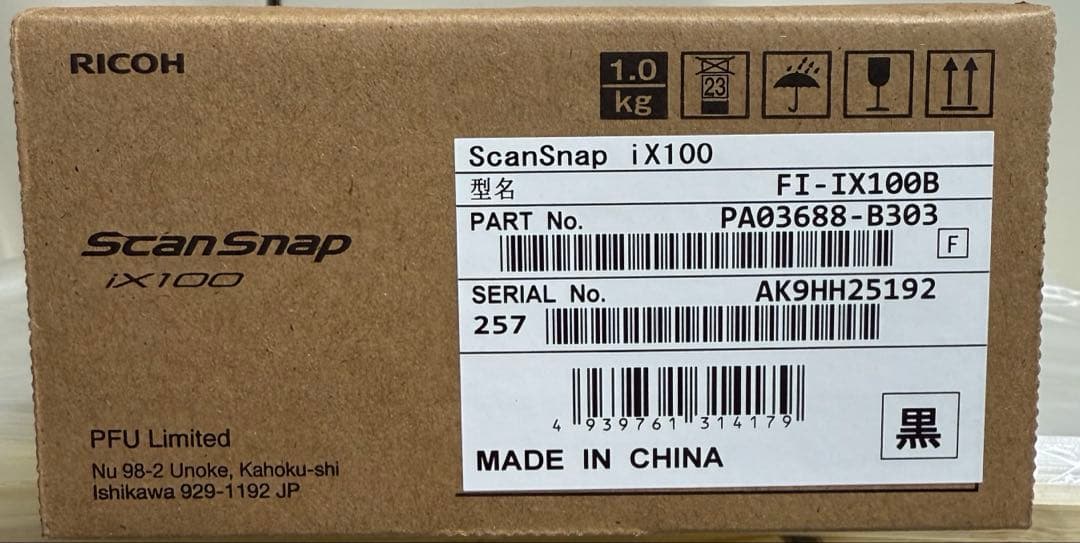 RICOH
1.0
kg
23
ScanSnap iX100
型名 FI-IX100B
PART No. PA03688-B303
F
SERIAL No. AK9HH25192
257
ScanSnap
iX100
4 939761 314179
黒
MADE IN CHINA
PFU Limited
Nu 98-2 Unoke, Kahoku-shi
Ishikawa 929-1192 JP